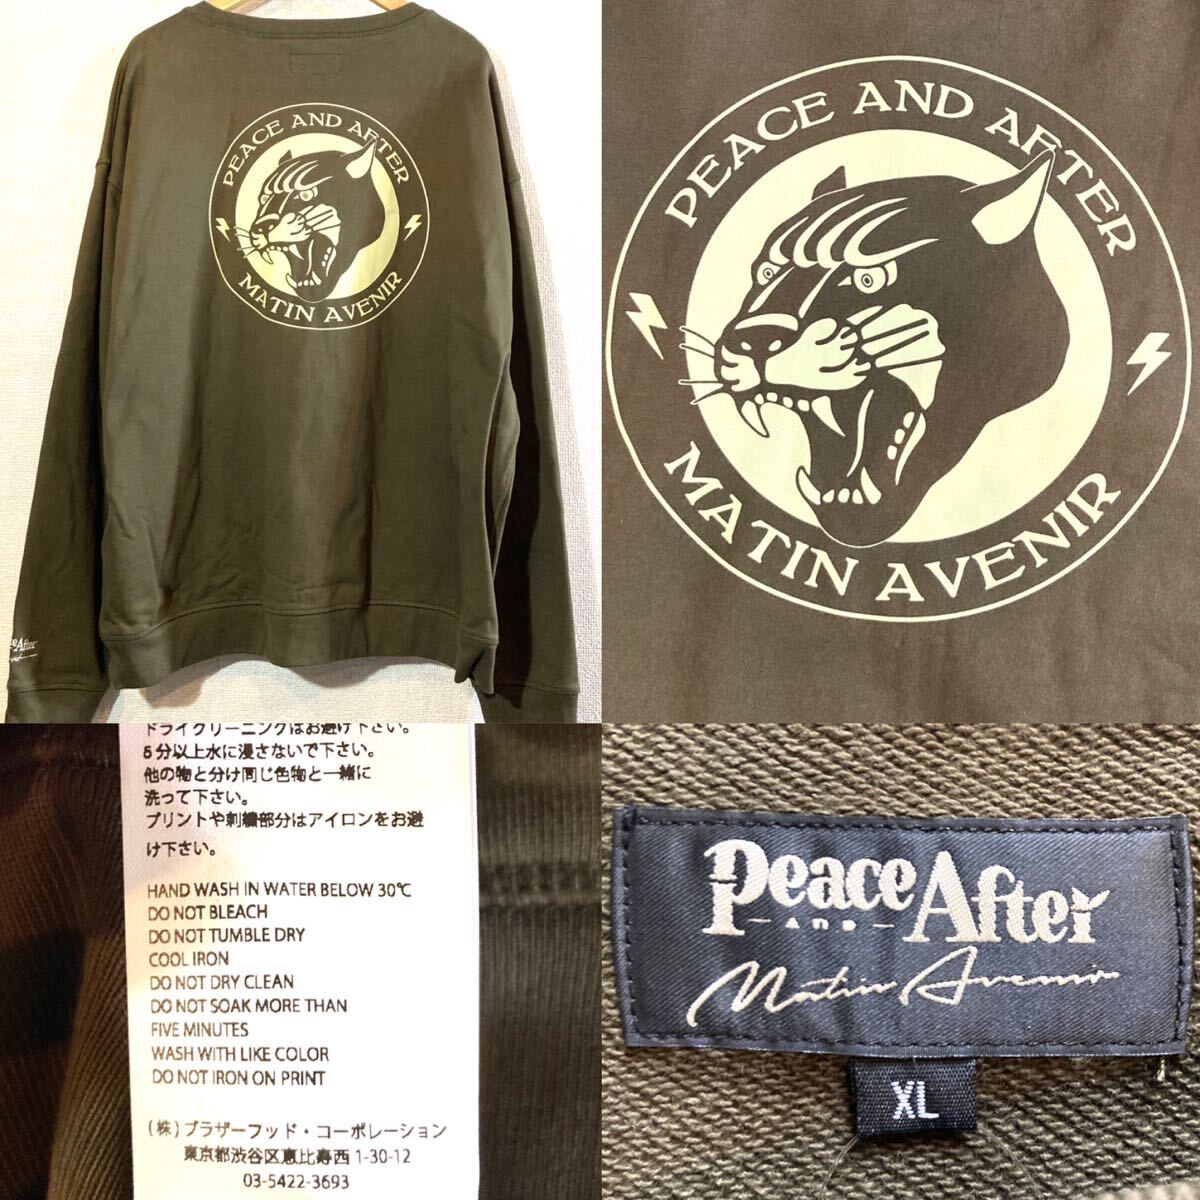 PEACE AND AFTER
MATIN AVENIR
PEACE AND AFTER
MATIN AVENIR
ceAfter
ドライクリーニングはお避け下さい。
5分以上水に浸さないで下さい。
他の物と分け同じ色物と一緒に
洗って下さい。
プリントや刺繍部分はアイロンをお避
け下さい。
HAND WASH IN WATER BELOW 30℃
DO NOT BLEACH
DO NOT TUMBLE DRY
COOL IRON
DO NOT DRY CLEAN
DO NOT SOAK MORE THAN
FIVE MINUTES
WASH WITH LIKE COLOR
DO NOT IRON ON PRINT
(株)ブラザーフッド・コーポレーション
東京都渋谷区恵比寿西1-30-12
03-5422-3693
Peace After
- AND -
Matin Avenir
XL